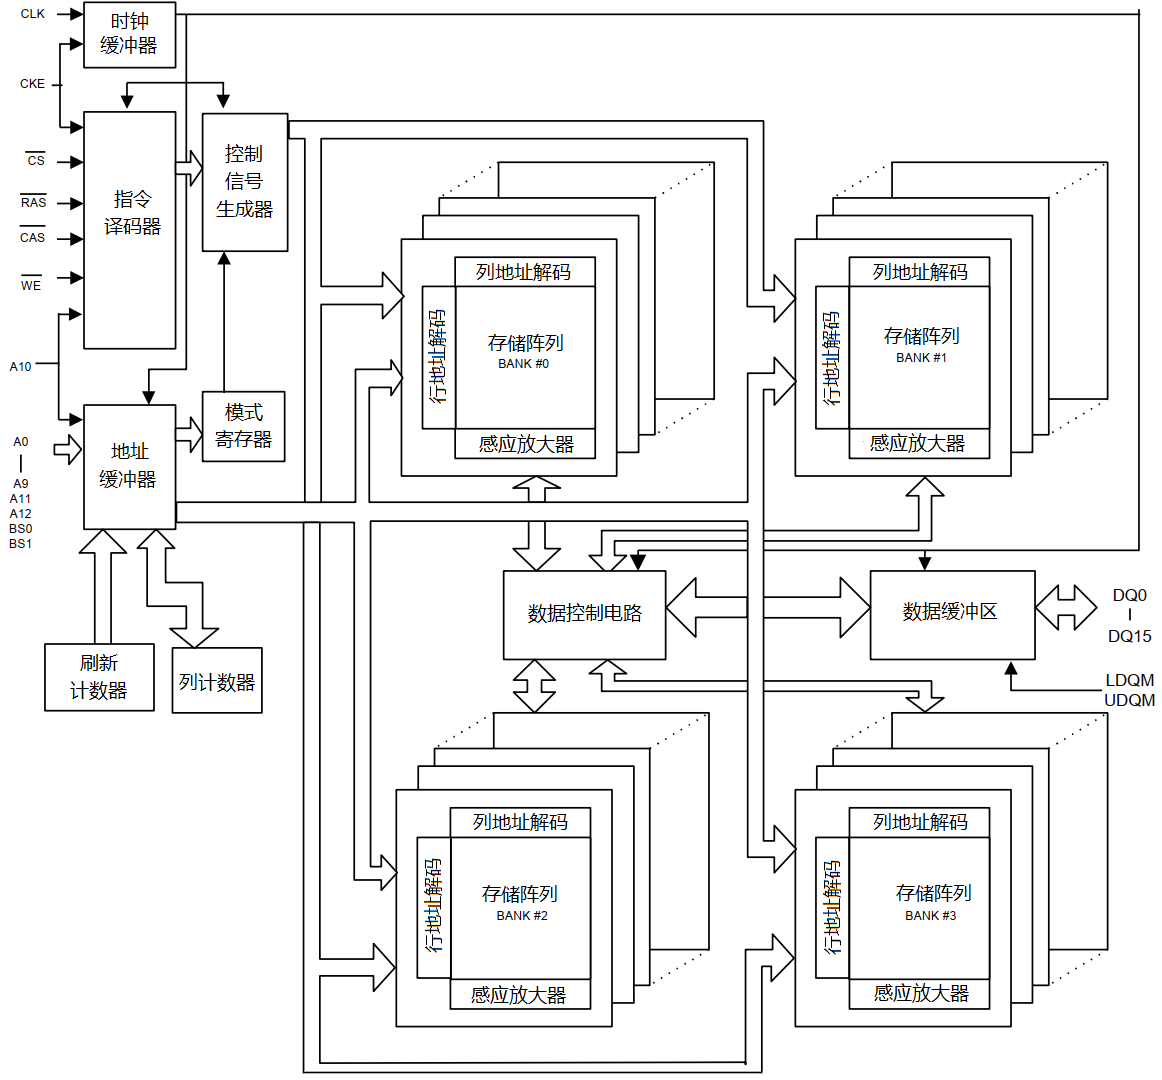 CLK
时钟
缓冲器
CKE
CS
RAS
CAS
WE
指令
译码器
控制
信号
生成器
A10
模式
寄存器
A0
A9
A11
A12
BS0
BS1
地址
缓冲器
刷新
计数器
列计数器
列地址解码
行地址解码
存储阵列
BANK #0
感应放大器
列地址解码
行地址解码
存储阵列
BANK #1
感应放大器
数据控制电路
数据缓冲区
DQ0
DQ15
LDQM
UDQM
列地址解码
行地址解码
存储阵列
BANK #2
感应放大器
列地址解码
行地址解码
存储阵列
BANK #3
感应放大器